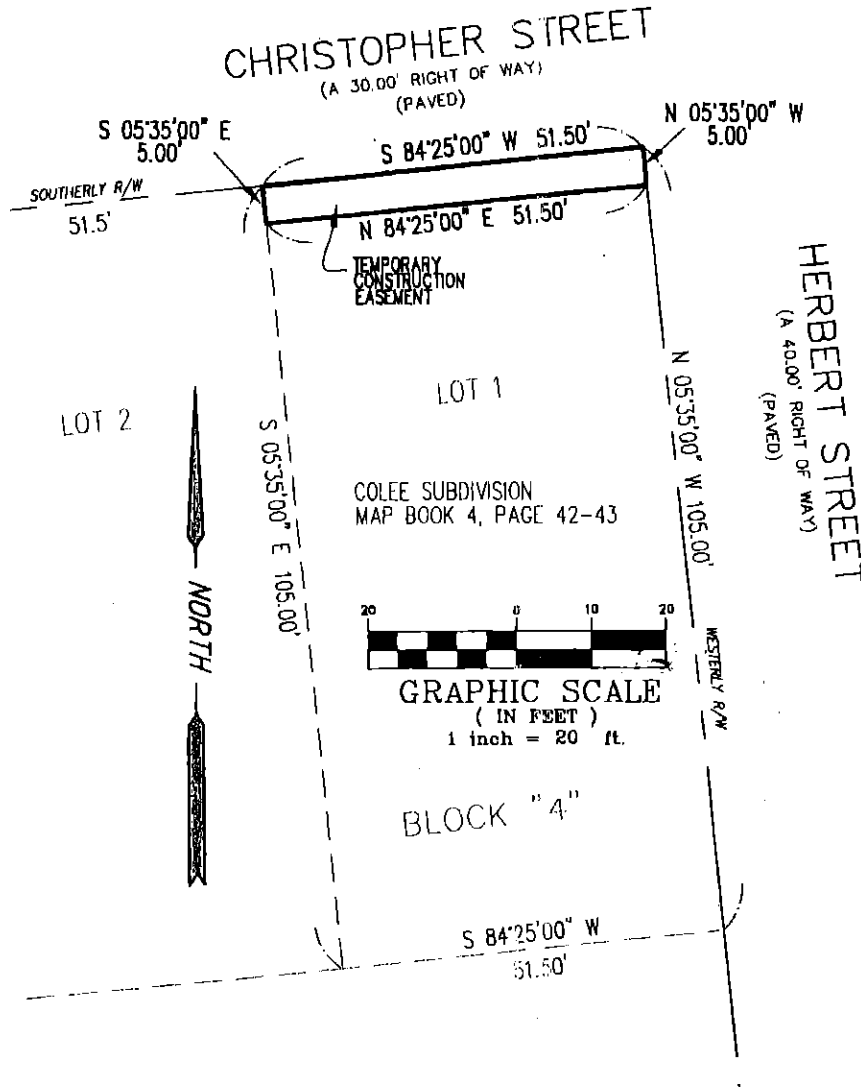 CHRISTOPHER STREET
(A 30.00' RIGHT OF WAY)
(PAVED)
S 05°35'00" E
5.00'
N 05°35'00" W
5.00'
S 84°25'00" W 51.50'
SOUTHERLY R/W
51.5'
N 84°25'00" E 51.50'
TEMPORARY
CONSTRUCTION
EASEMENT
HERBERT STREET
(A 40.00' RIGHT OF WAY)
(PAVED)
LOT 2
LOT 1
S 05°35'00" E 105.00'
N 05°35'00" W 105.00'
COLEE SUBDIVISION
MAP BOOK 4, PAGE 42-43
NORTH
20 0 10 20
GRAPHIC SCALE
( IN FEET )
1 inch = 20 ft.
WESTERLY R/W
BLOCK "4"
S 84°25'00" W
51.50'